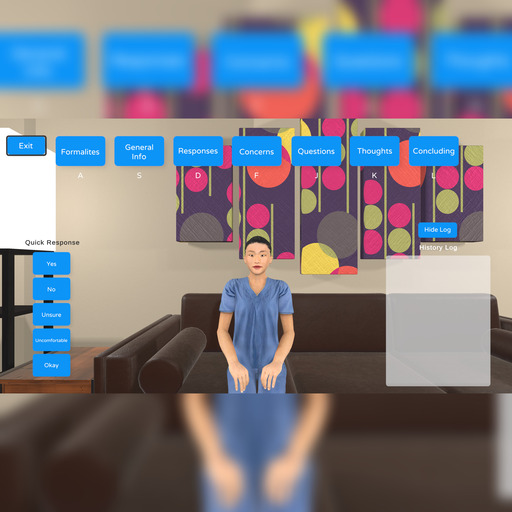 Exit
Formalites
General
Info
Responses
Concerns
Questions
Thoughts
Concluding
A
S
D
F
J
K
L
Hide Log
History Log
Quick Response
Yes
No
Unsure
Uncomfortable
Okay